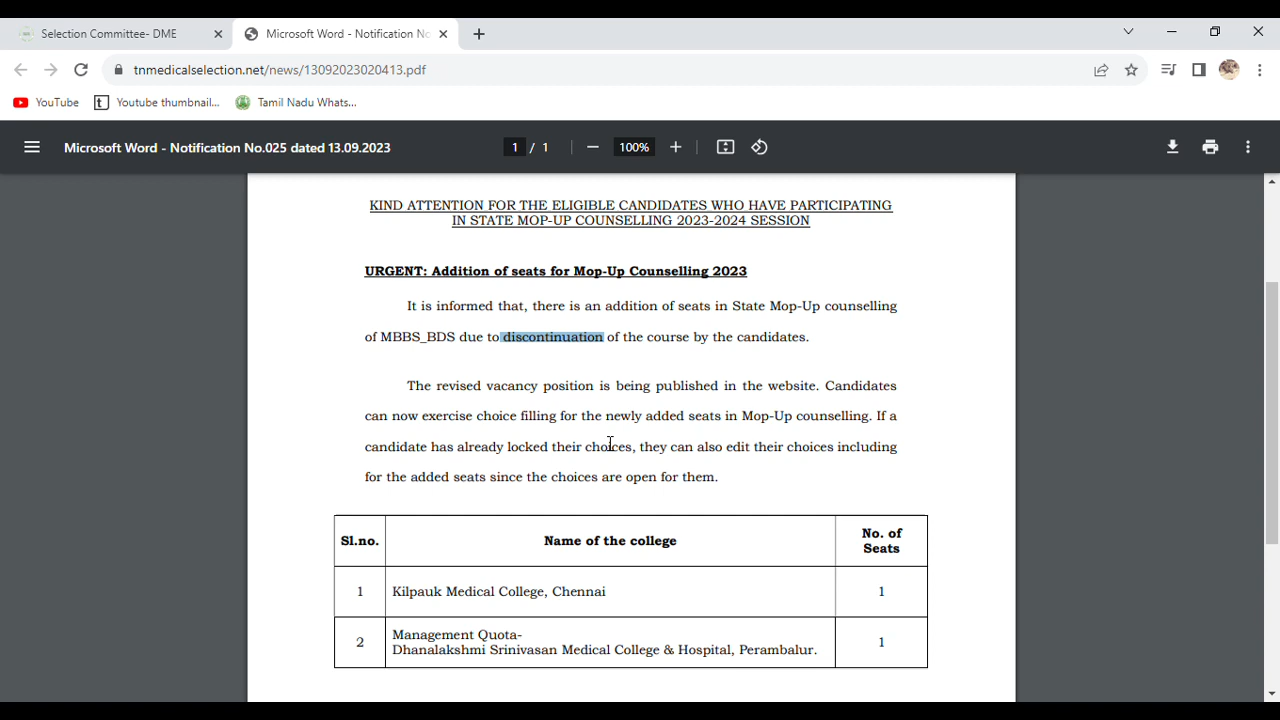 Selection Committee- DME
Microsoft Word - Notification No
tnmedicalselection.net/news/13092023020413.pdf
YouTube
Youtube thumbnail...
Tamil Nadu Whats...
Microsoft Word - Notification No.025 dated 13.09.2023
1 / 1
100%
KIND ATTENTION FOR THE ELIGIBLE CANDIDATES WHO HAVE PARTICIPATING
IN STATE MOP-UP COUNSELLING 2023-2024 SESSION
URGENT: Addition of seats for Mop-Up Counselling 2023
It is informed that, there is an addition of seats in State Mop-Up counselling
of MBBS_BDS due to discontinuation of the course by the candidates.
The revised vacancy position is being published in the website. Candidates
can now exercise choice filling for the newly added seats in Mop-Up counselling. If a
candidate has already locked their choices, they can also edit their choices including
for the added seats since the choices are open for them.
Sl.no.
Name of the college
No. of
Seats
1
Kilpauk Medical College, Chennai
1
2
Management Quota-
Dhanalakshmi Srinivasan Medical College & Hospital, Perambalur.
1